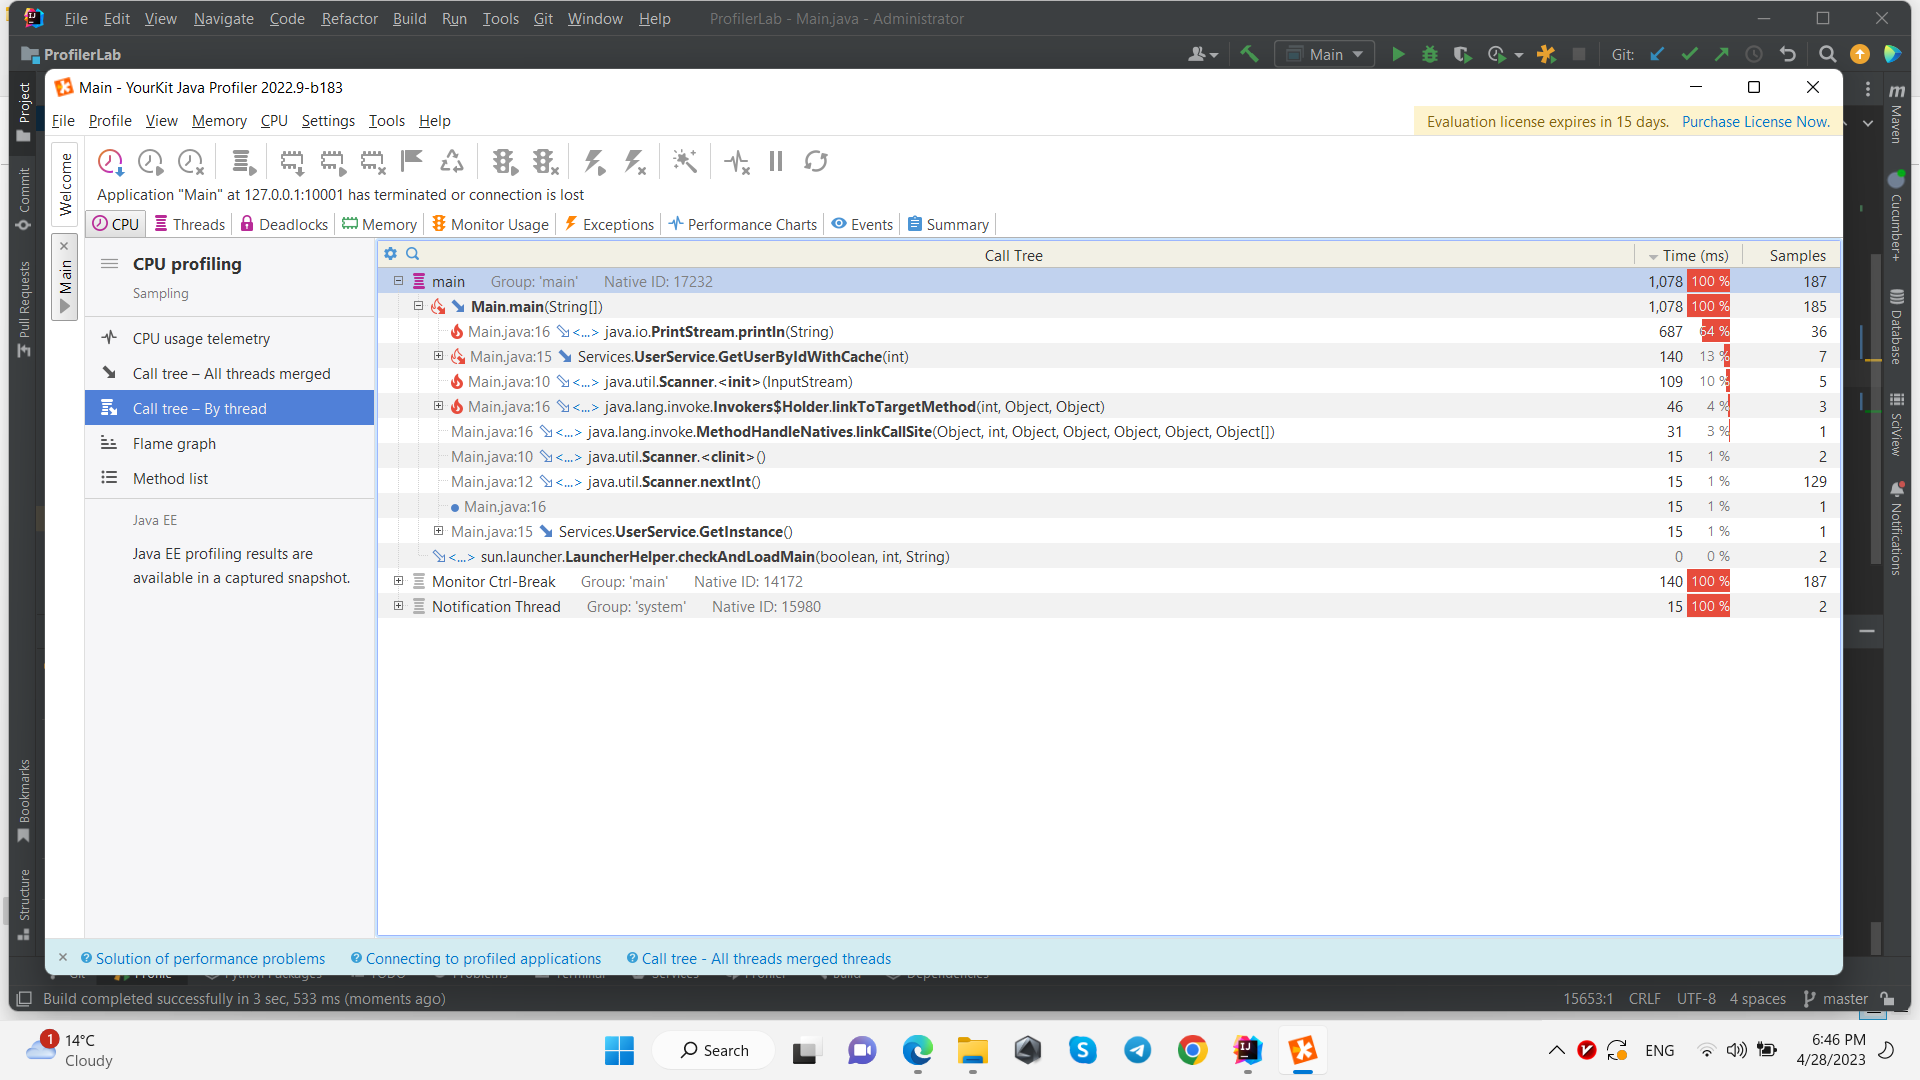 File Edit View Navigate Code Refactor Build Run Tools Git Window Help ProfilerLab - Main.java - Administrator
ProfilerLab Main Git:
Main - YourKit Java Profiler 2022.9-b183
File Profile View Memory CPU Settings Tools Help Evaluation license expires in 15 days. Purchase License Now.
Application "Main" at 127.0.0.1:10001 has terminated or connection is lost
CPU Threads Deadlocks Memory Monitor Usage Exceptions Performance Charts Events Summary
Project
Commit
Pull Requests
Bookmarks
Structure
Welcome
Main
CPU profiling
Sampling
CPU usage telemetry
Call tree – All threads merged
Call tree – By thread
Flame graph
Method list
Java EE
Java EE profiling results are
available in a captured snapshot.
Call Tree Time (ms) Samples
main Group: 'main' Native ID: 17232 1,078 100 % 187
Main.main(String[]) 1,078 100 % 185
Main.java:16 <...> java.io.PrintStream.println(String) 687 64 % 36
Main.java:15 Services.UserService.GetUserByIdWithCache(int) 140 13 % 7
Main.java:10 <...> java.util.Scanner.<init>(InputStream) 109 10 % 5
Main.java:16 <...> java.lang.invoke.Invokers$Holder.linkToTargetMethod(int, Object, Object) 46 4 % 3
Main.java:16 <...> java.lang.invoke.MethodHandleNatives.linkCallSite(Object, int, Object, Object, Object, Object, Object[]) 31 3 % 1
Main.java:10 <...> java.util.Scanner.<clinit>() 15 1 % 2
Main.java:12 <...> java.util.Scanner.nextInt() 15 1 % 129
Main.java:16 15 1 % 1
Main.java:15 Services.UserService.GetInstance() 15 1 % 1
<...> sun.launcher.LauncherHelper.checkAndLoadMain(boolean, int, String) 0 0 % 2
Monitor Ctrl-Break Group: 'main' Native ID: 14172 140 100 % 187
Notification Thread Group: 'system' Native ID: 15980 15 100 % 2
Maven
Cucumber+
Database
SciView
Notifications
Solution of performance problems Connecting to profiled applications Call tree - All threads merged threads
Build completed successfully in 3 sec, 533 ms (moments ago) 15653:1 CRLF UTF-8 4 spaces master
1 14°C
Cloudy
Search
ENG
6:46 PM
4/28/2023